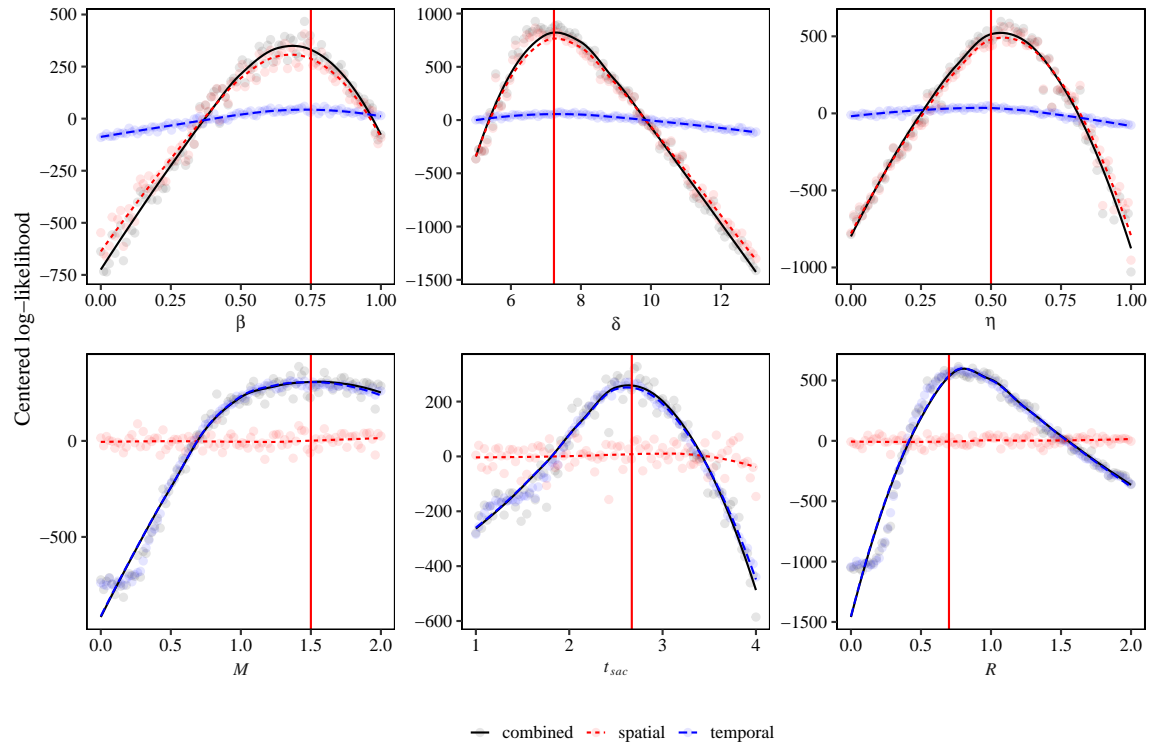 Centered log−likelihood
500
250
0
−250
−500
−750
0.00 0.25 0.50 0.75 1.00
β
1000
500
0
−500
−1000
−1500
6 8 10 12
δ
500
0
−500
−1000
0.00 0.25 0.50 0.75 1.00
η
0
−500
0.0 0.5 1.0 1.5 2.0
M
200
0
−200
−400
−600
1 2 3 4
t_sac
500
0
−500
−1000
−1500
0.0 0.5 1.0 1.5 2.0
R
combined spatial temporal